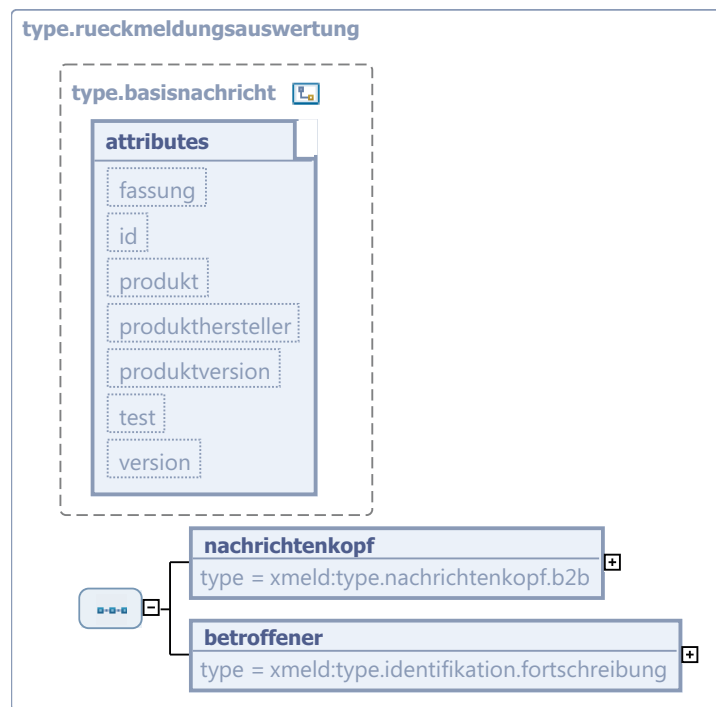 type.rueckmeldungsauswertung
type.basisnachricht
attributes
fassung
id
produkt
produkthersteller
produktversion
test
version
nachrichtenkopf
type = xmeld:type.nachrichtenkopf.b2b
betroffener
type = xmeld:type.identifikation.fortschreibung